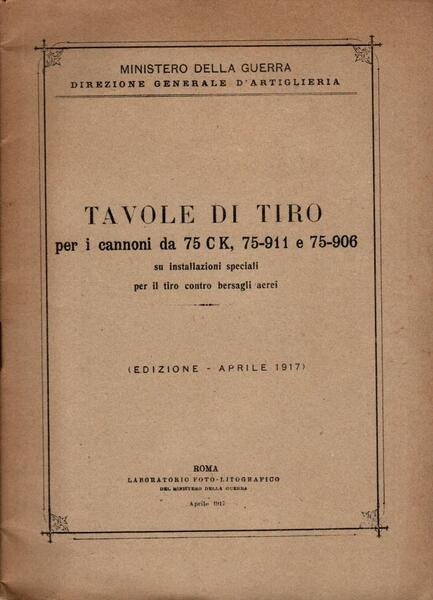 MINISTERO DELLA GUERRA
DIREZIONE GENERALE D'ARTIGLIERIA
TAVOLE DI TIRO
per i cannoni da 75 CK, 75-911 e 75-906
su installazioni speciali
per il tiro contro bersagli aerei
(EDIZIONE - APRILE 1917)
ROMA
LABORATORIO FOTO-LITOGRAFICO
DEL MINISTERO DELLA GUERRA
Aprile 1917